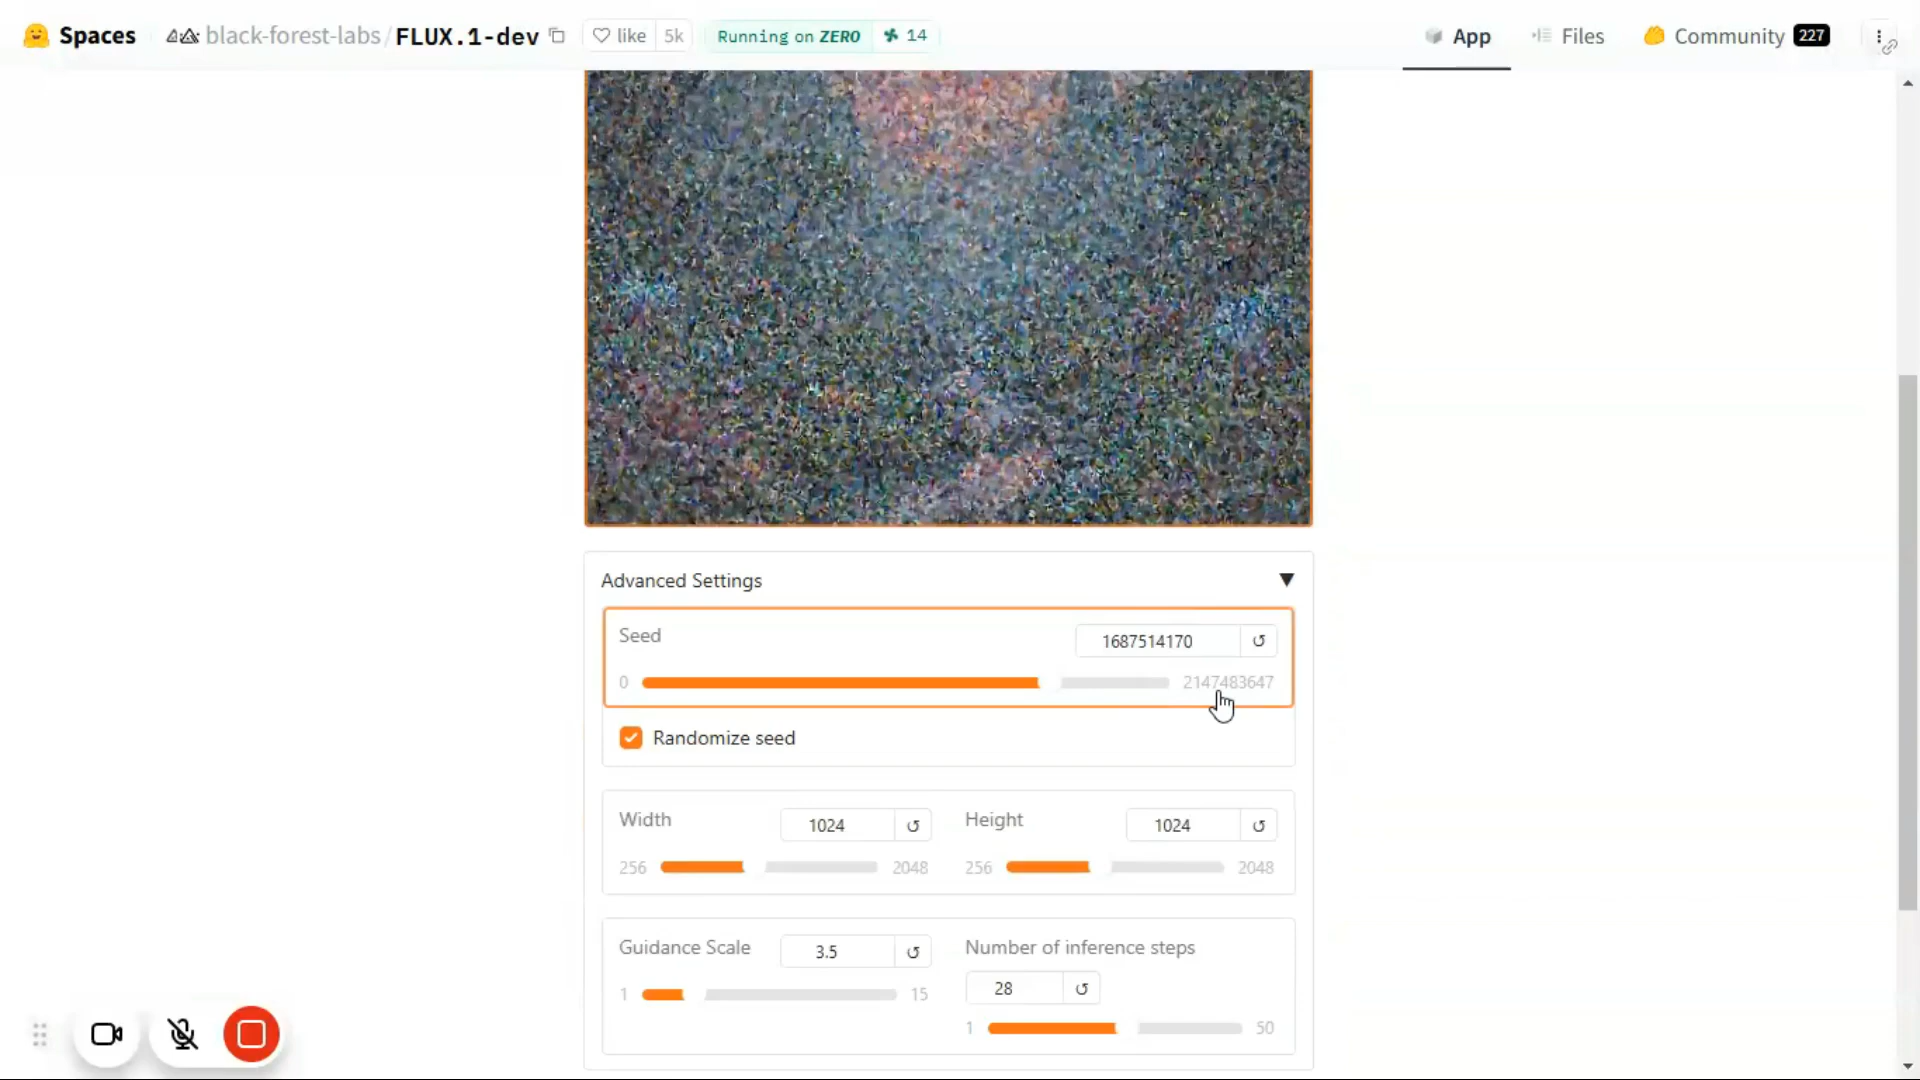 Spaces black-forest-labs/FLUX.1-dev like 5k Running on ZERO 14 App Files Community 227
Advanced Settings
Seed
1687514170
0 2147483647
Randomize seed
Width 1024 Height 1024
256 2048 256 2048
Guidance Scale 3.5 Number of inference steps
28
1 15
1 50